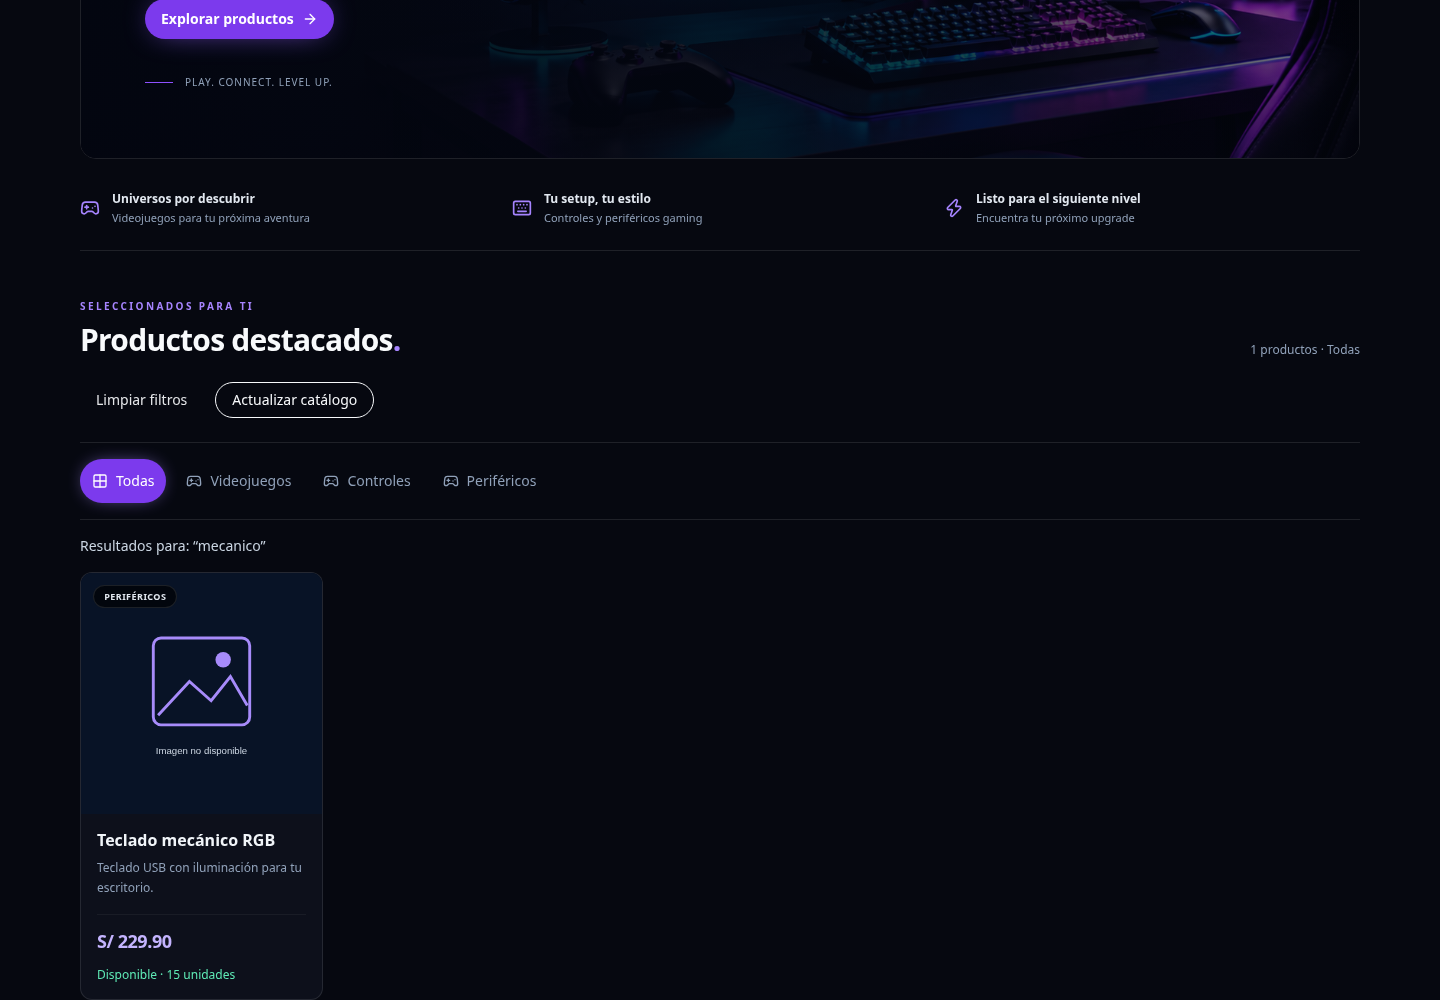 Explorar productos
PLAY. CONNECT. LEVEL UP.
Universos por descubrir
Videojuegos para tu próxima aventura
Tu setup, tu estilo
Controles y periféricos gaming
Listo para el siguiente nivel
Encuentra tu próximo upgrade
SELECCIONADOS PARA TI
Productos destacados.
1 productos · Todas
Limpiar filtros
Actualizar catálogo
Todas
Videojuegos
Controles
Periféricos
Resultados para: “mecanico”
PERIFÉRICOS
Imagen no disponible
Teclado mecánico RGB
Teclado USB con iluminación para tu
escritorio.
S/ 229.90
Disponible · 15 unidades